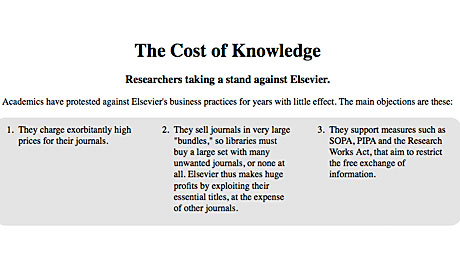 The Cost of Knowledge
Researchers taking a stand against Elsevier.
Academics have protested against Elsevier's business practices for years with little effect. The main objections are these:
1. They charge exorbitantly high
prices for their journals.
2. They sell journals in very large
"bundles," so libraries must
buy a large set with many
unwanted journals, or none at
all. Elsevier thus makes huge
profits by exploiting their
essential titles, at the expense
of other journals.
3. They support measures such as
SOPA, PIPA and the Research
Works Act, that aim to restrict
the free exchange of
information.